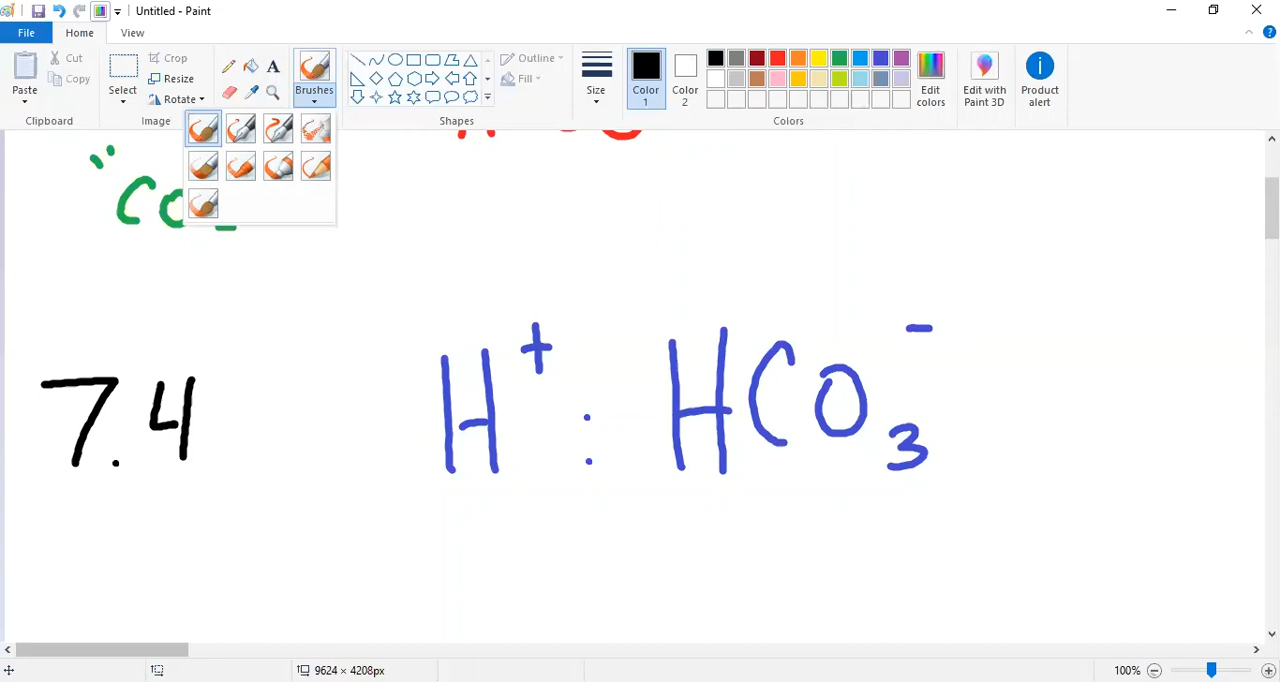 Untitled - Paint
File Home View
Paste
Cut
Copy
Clipboard
Select
Crop
Resize
Rotate
Image
A
Brushes
Outline
Fill
Shapes
Size
Color 1
Color 2
Edit colors
Colors
Edit with Paint 3D
Product alert
"CO
7.4 H+ : HCO3-
9624 × 4208px
100%